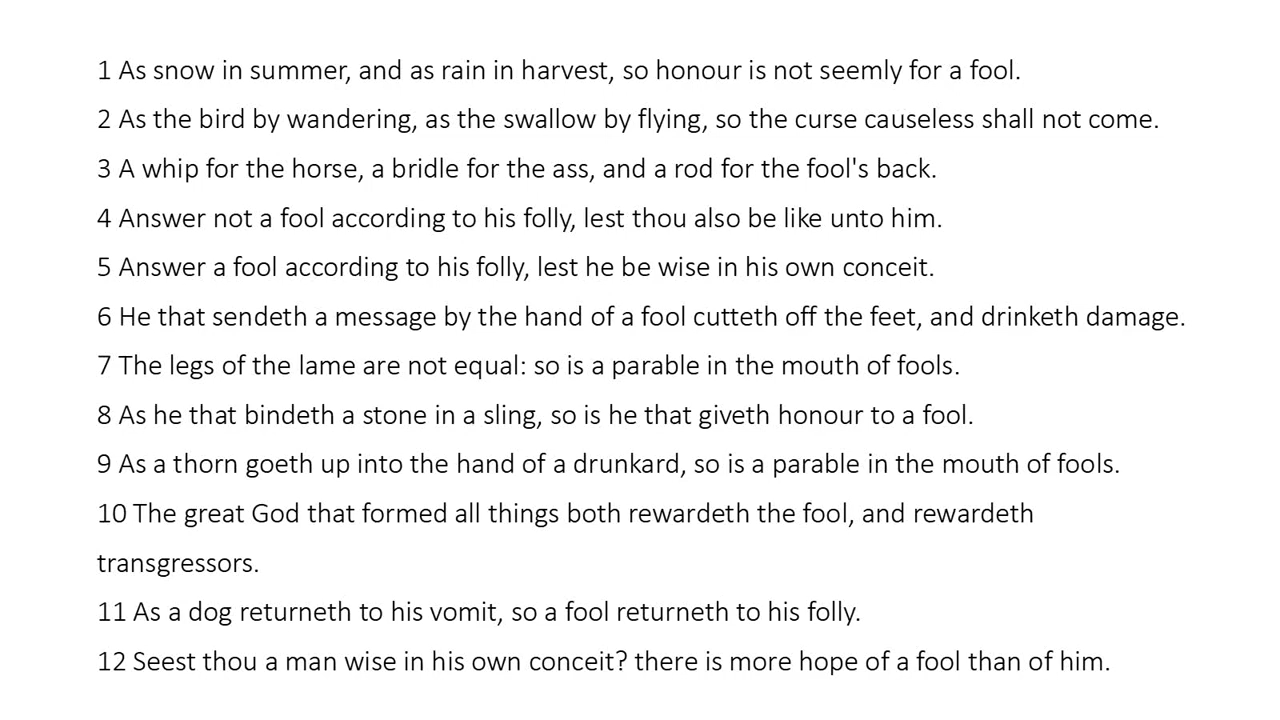 1 As snow in summer, and as rain in harvest, so honour is not seemly for a fool.
2 As the bird by wandering, as the swallow by flying, so the curse causeless shall not come.
3 A whip for the horse, a bridle for the ass, and a rod for the fool's back.
4 Answer not a fool according to his folly, lest thou also be like unto him.
5 Answer a fool according to his folly, lest he be wise in his own conceit.
6 He that sendeth a message by the hand of a fool cutteth off the feet, and drinketh damage.
7 The legs of the lame are not equal: so is a parable in the mouth of fools.
8 As he that bindeth a stone in a sling, so is he that giveth honour to a fool.
9 As a thorn goeth up into the hand of a drunkard, so is a parable in the mouth of fools.
10 The great God that formed all things both rewardeth the fool, and rewardeth
transgressors.
11 As a dog returneth to his vomit, so a fool returneth to his folly.
12 Seest thou a man wise in his own conceit? there is more hope of a fool than of him.